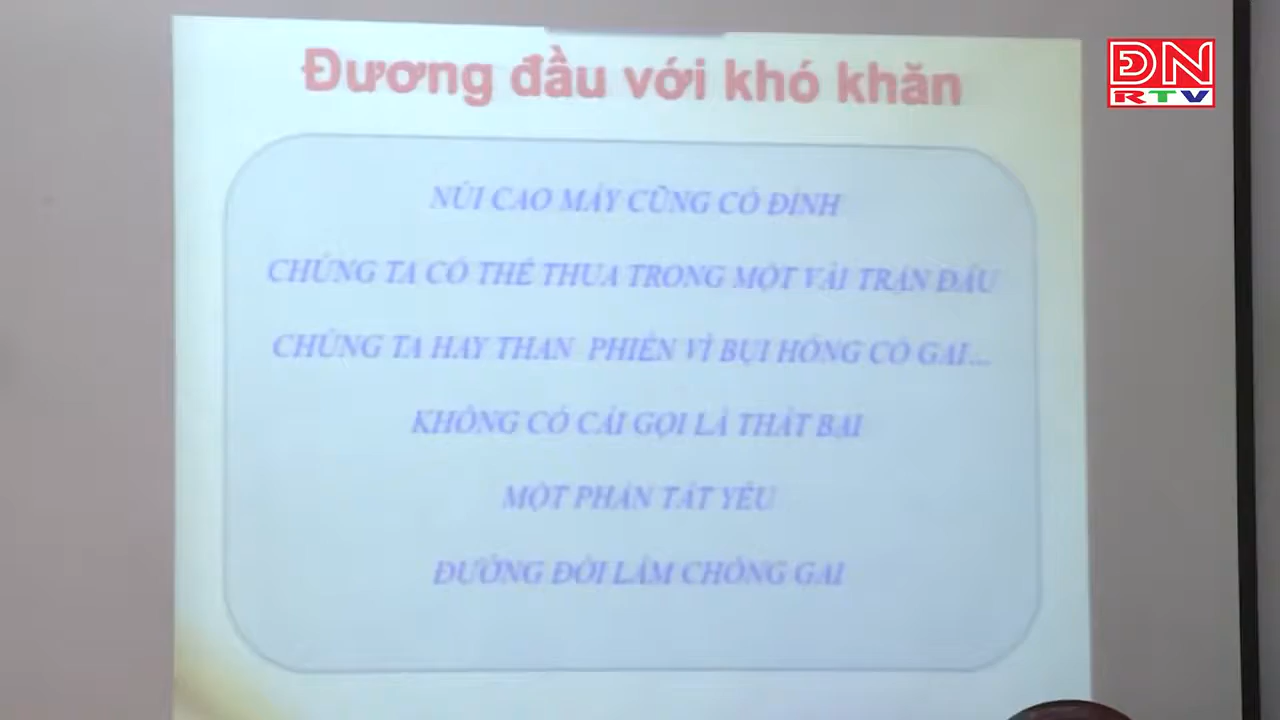 Đương đầu với khó khăn
ĐN
RTV
NÚI CAO MẤY CŨNG CÓ ĐỈNH
CHÚNG TA CÓ THỂ THUA TRONG MỘT VÀI TRẬN ĐẤU
CHÚNG TA HAY THAN PHIỀN VÌ BỤI HỒNG CÓ GAI...
KHÔNG CÓ CÁI GỌI LÀ THẤT BẠI
MỘT PHẦN TẤT YẾU
ĐƯỜNG ĐỜI LẮM CHÔNG GAI